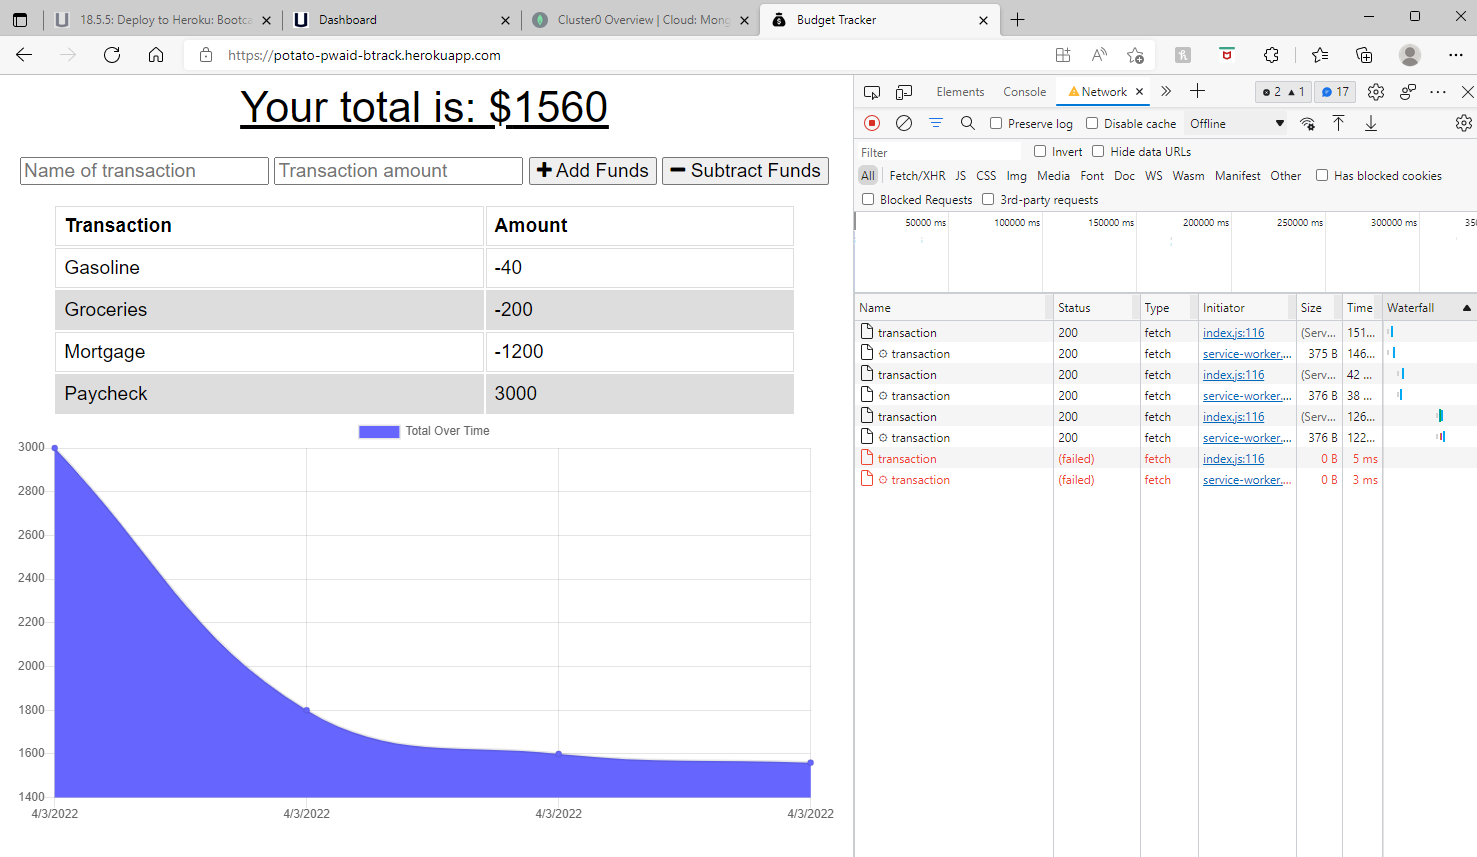 18.5.5: Deploy to Heroku: Bootca
Dashboard
Cluster0 Overview | Cloud: Mong
Budget Tracker
https://potato-pwaid-btrack.herokuapp.com
Your total is: $1560
Name of transaction
Transaction amount
Add Funds
Subtract Funds
Transaction Amount
Gasoline -40
Groceries -200
Mortgage -1200
Paycheck 3000
Total Over Time
3000
2800
2600
2400
2200
2000
1800
1600
1400
4/3/2022 4/3/2022 4/3/2022 4/3/2022
Elements Console Network 2 1 17
Preserve log Disable cache Offline
Filter Invert Hide data URLs
All Fetch/XHR JS CSS Img Media Font Doc WS Wasm Manifest Other Has blocked cookies
Blocked Requests 3rd-party requests
50000 ms 100000 ms 150000 ms 200000 ms 250000 ms 300000 ms 350
Name Status Type Initiator Size Time Waterfall
transaction 200 fetch index.js:116 (Serv... 151...
transaction 200 fetch service-worker.... 375 B 146...
transaction 200 fetch index.js:116 (Serv... 42 ...
transaction 200 fetch service-worker.... 376 B 38 ...
transaction 200 fetch index.js:116 (Serv... 126...
transaction 200 fetch service-worker.... 376 B 122...
transaction (failed) fetch index.js:116 0 B 5 ms
transaction (failed) fetch service-worker.... 0 B 3 ms